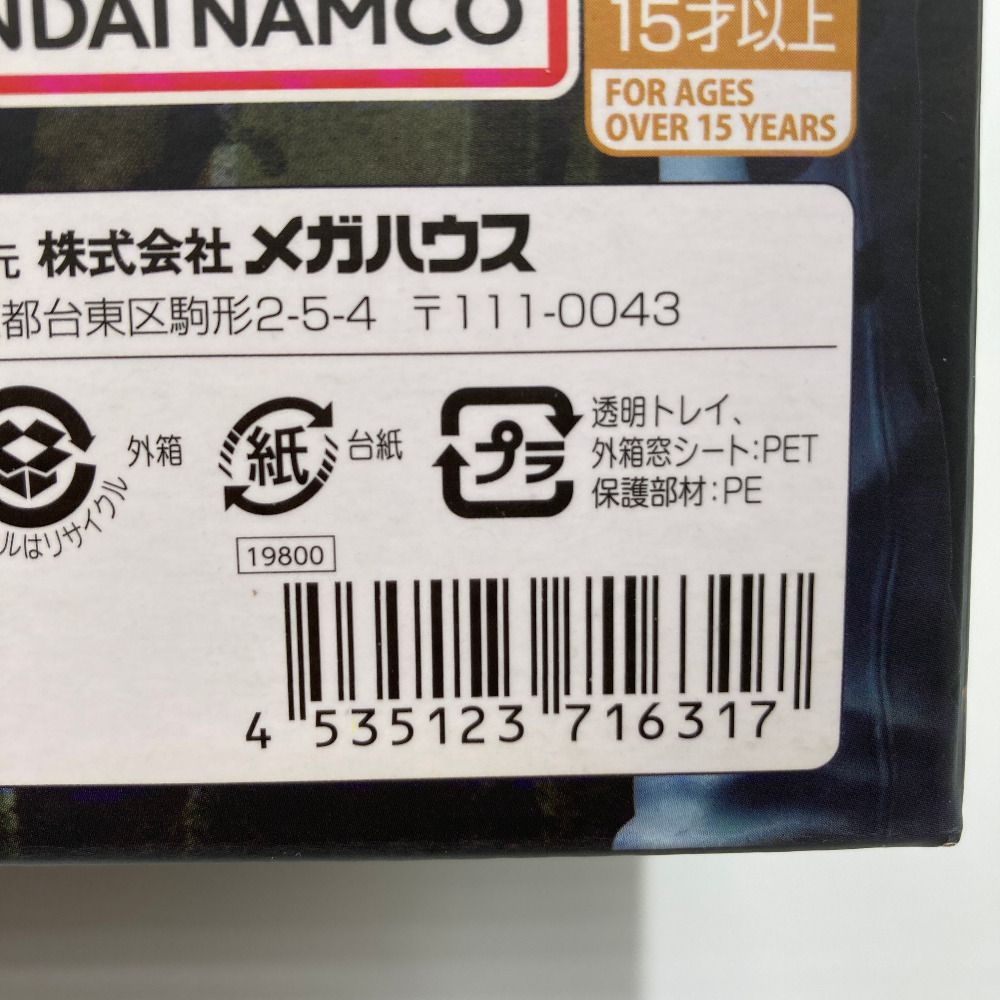 NDAI NAMCO
15才以上
FOR AGES
OVER 15 YEARS
元 株式会社 メガハウス
都台東区駒形2-5-4 〒111-0043
外箱
ルはリサイクル
紙
台紙
プラ
透明トレイ、
外箱窓シート:PET
保護部材:PE
19800
4 535123 716317